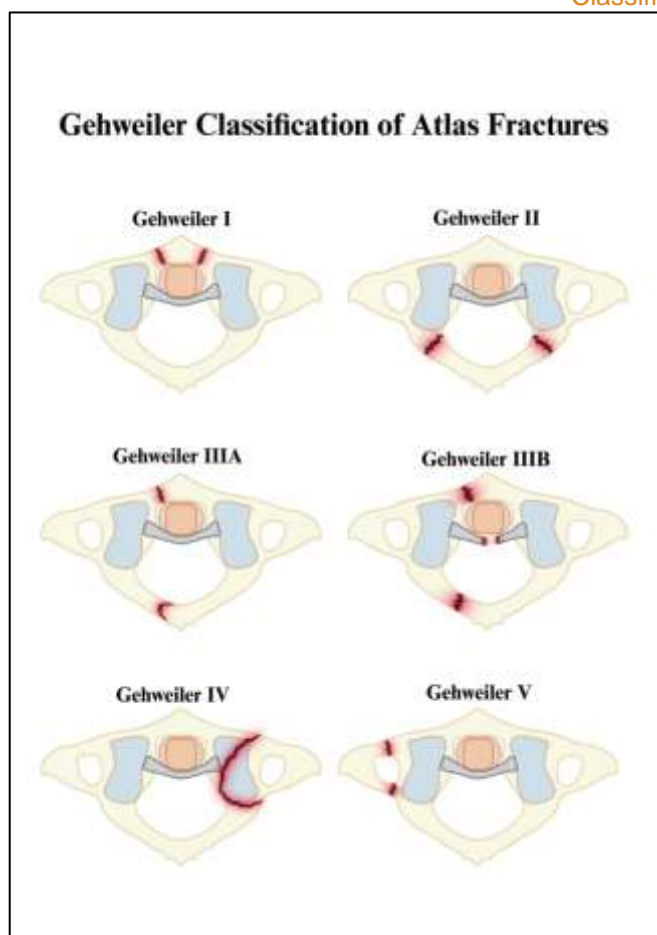 Gehweiler Classification of Atlas Fractures
Gehweiler I
Gehweiler II
Gehweiler IIIA
Gehweiler IIIB
Gehweiler IV
Gehweiler V